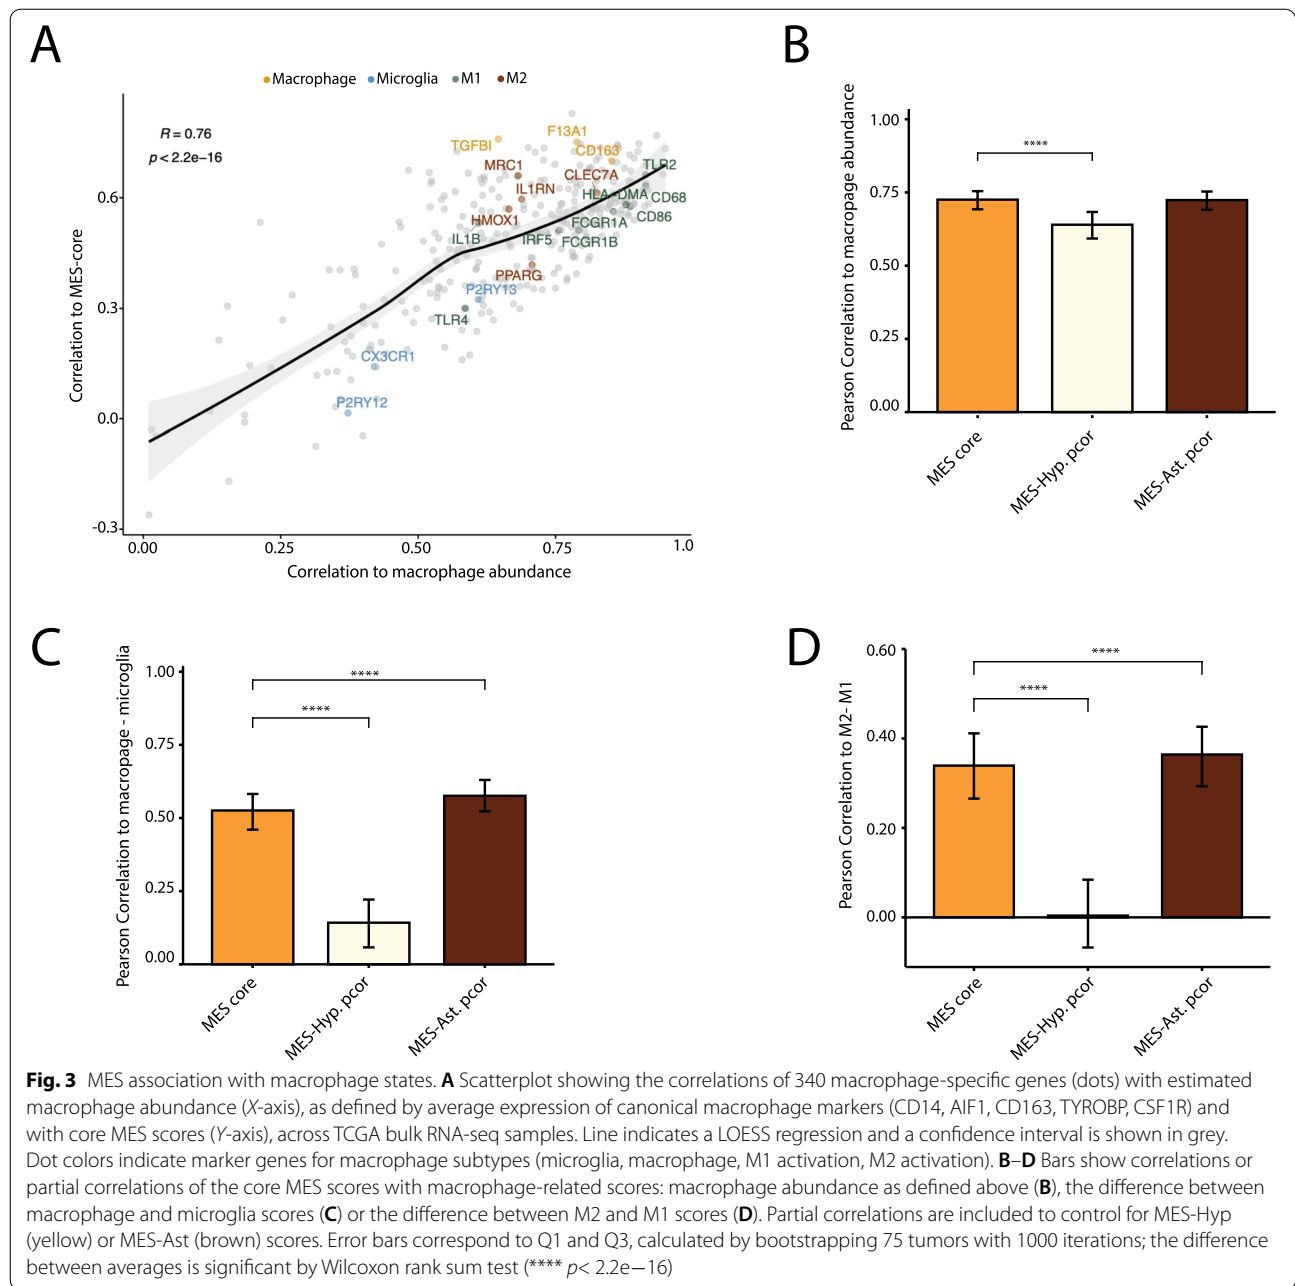 A
Macrophage Microglia M1 M2
R = 0.76
p < 2.2e−16
Correlation to MES-core
0.6
0.3
0.0
-0.3
TGFBI
F13A1
CD163
MRC1
CLEC7A
TLR2
IL1RN
HLA-DMA
CD68
HMOX1
CD86
FCGR1A
IL1B
IRF5
FCGR1B
PPARG
P2RY13
TLR4
CX3CR1
P2RY12
0.00 0.25 0.50 0.75 1.0
Correlation to macrophage abundance
B
Pearson Correlation to macropage abundance
1.00
0.75
0.50
0.25
0.00
****
MES core
MES-Hyp. pcor
MES-Ast. pcor
C
Pearson Correlation to macropage - microglia
1.00
0.75
0.50
0.25
0.00
****
****
MES core
MES-Hyp. pcor
MES-Ast. pcor
D
Pearson Correlation to M2- M1
0.60
0.40
0.20
0.00
****
****
MES core
MES-Hyp. pcor
MES-Ast. pcor
Fig. 3 MES association with macrophage states. A Scatterplot showing the correlations of 340 macrophage-specific genes (dots) with estimated
macrophage abundance (X-axis), as defined by average expression of canonical macrophage markers (CD14, AIF1, CD163, TYROBP, CSF1R) and
with core MES scores (Y-axis), across TCGA bulk RNA-seq samples. Line indicates a LOESS regression and a confidence interval is shown in grey.
Dot colors indicate marker genes for macrophage subtypes (microglia, macrophage, M1 activation, M2 activation). B–D Bars show correlations or
partial correlations of the core MES scores with macrophage-related scores: macrophage abundance as defined above (B), the difference between
macrophage and microglia scores (C) or the difference between M2 and M1 scores (D). Partial correlations are included to control for MES-Hyp
(yellow) or MES-Ast (brown) scores. Error bars correspond to Q1 and Q3, calculated by bootstrapping 75 tumors with 1000 iterations; the difference
between averages is significant by Wilcoxon rank sum test (**** p< 2.2e−16)